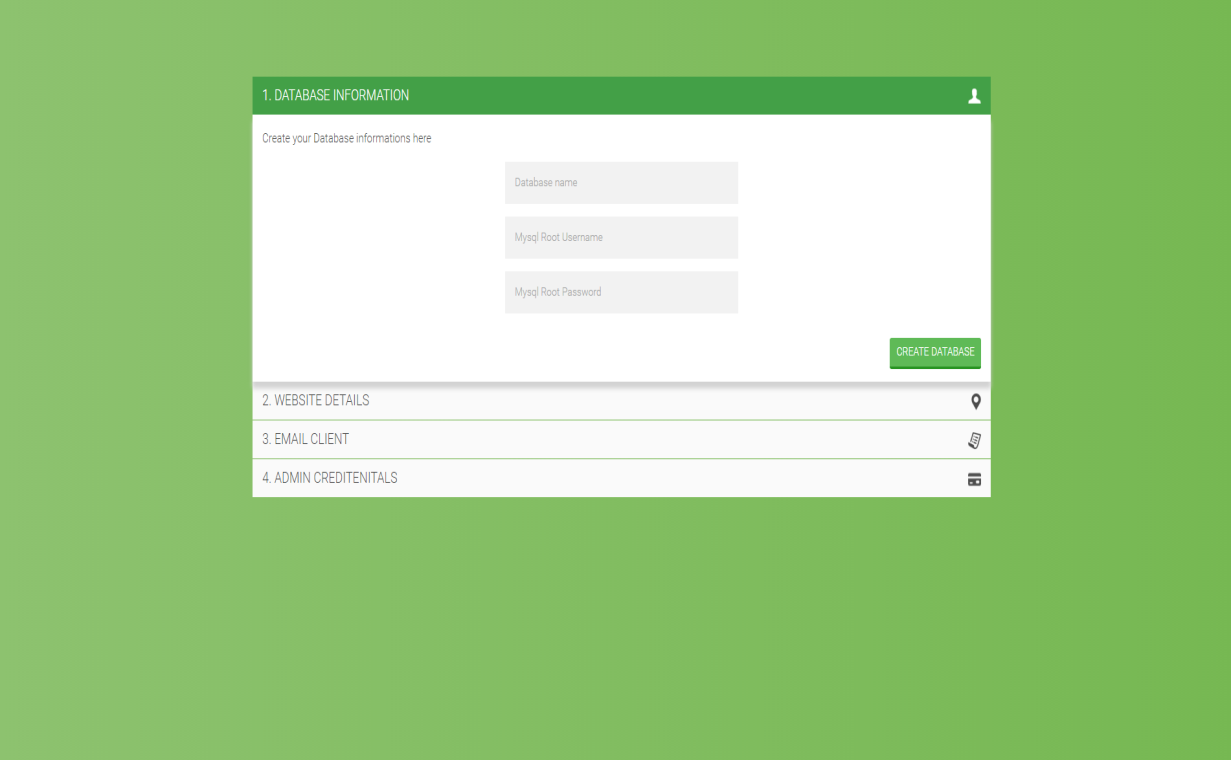 1. DATABASE INFORMATION
Create your Database informations here
Database name
Mysql Root Username
Mysql Root Password
CREATE DATABASE
2. WEBSITE DETAILS
3. EMAIL CLIENT
4. ADMIN CREDITENITALS